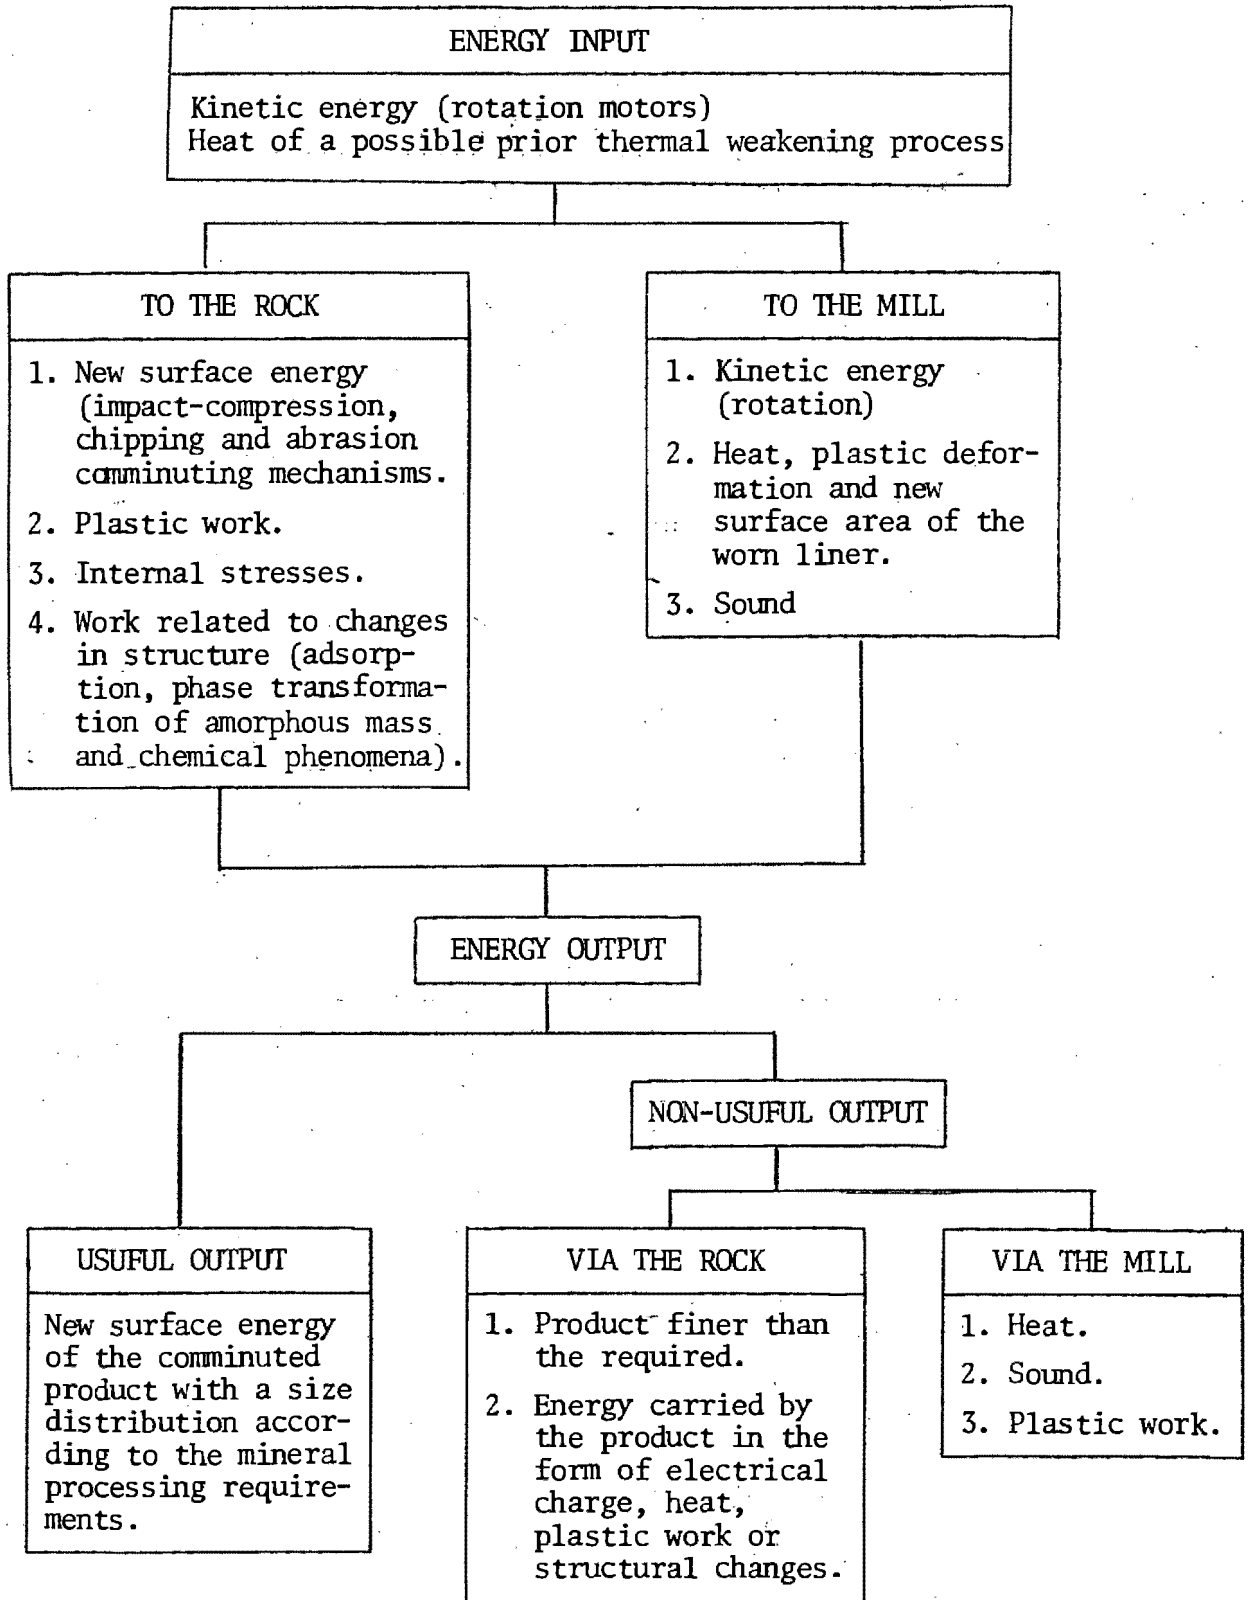 ENERGY INPUT
Kinetic energy (rotation motors)
Heat of a possible prior thermal weakening process
TO THE ROCK
1. New surface energy
(impact-compression,
chipping and abrasion
comminuting mechanisms.
2. Plastic work.
3. Internal stresses.
4. Work related to changes
in structure (adsorp-
tion, phase transforma-
tion of amorphous mass
and chemical phenomena).
TO THE MILL
1. Kinetic energy
(rotation)
2. Heat, plastic defor-
mation and new
surface area of the
worn liner.
3. Sound
ENERGY OUTPUT
NON-USUFUL OUTPUT
USUFUL OUTPUT
New surface energy
of the comminuted
product with a size
distribution accor-
ding to the mineral
processing require-
ments.
VIA THE ROCK
1. Product finer than
the required.
2. Energy carried by
the product in the
form of electrical
charge, heat,
plastic work or
structural changes.
VIA THE MILL
1. Heat.
2. Sound.
3. Plastic work.